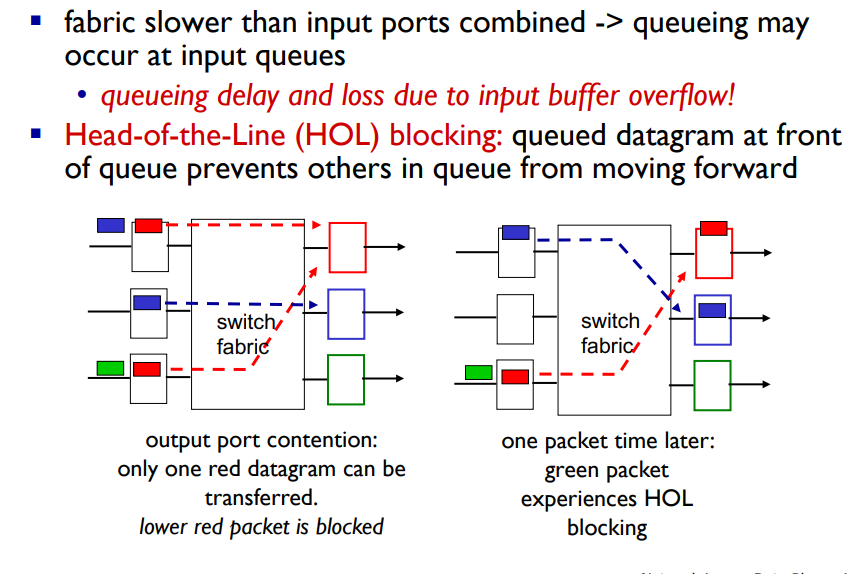 ▪ fabric slower than input ports combined -> queueing may
occur at input queues
• queueing delay and loss due to input buffer overflow!
▪ Head-of-the-Line (HOL) blocking: queued datagram at front
of queue prevents others in queue from moving forward
switch
fabric
output port contention:
only one red datagram can be
transferred.
lower red packet is blocked
switch
fabric
one packet time later:
green packet
experiences HOL
blocking